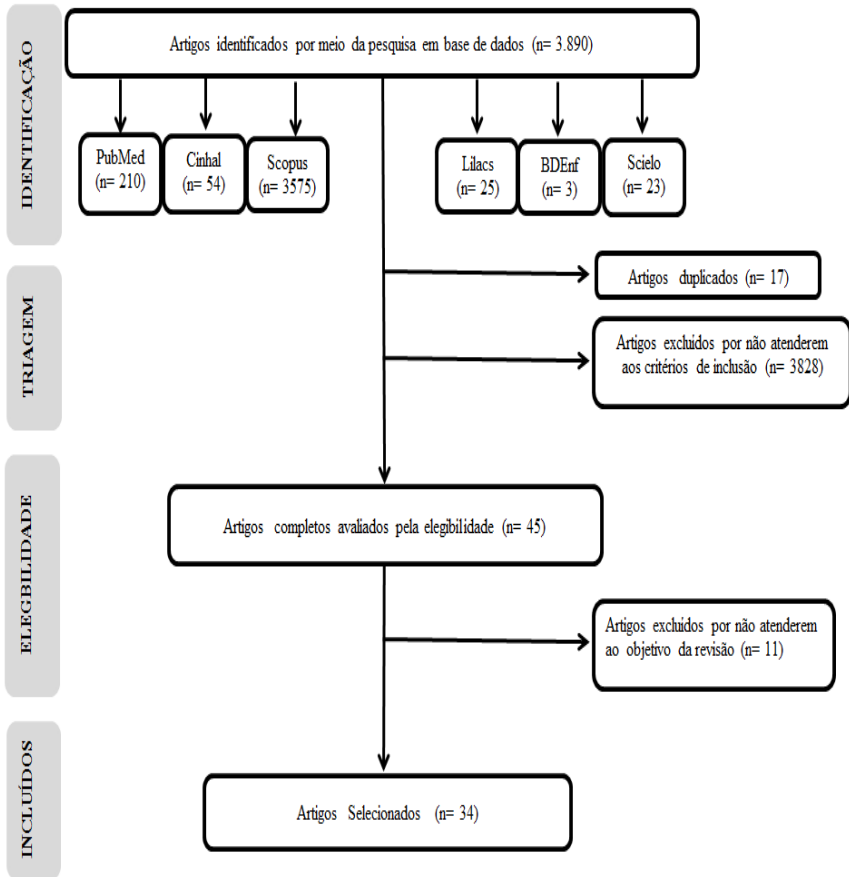 IDENTIFICAÇÃO
Artigos identificados por meio da pesquisa em base de dados (n= 3.890)
PubMed
(n= 210)
Cinhal
(n= 54)
Scopus
(n= 3575)
Lilacs
(n= 25)
BDEnf
(n= 3)
Scielo
(n= 23)
TRIAGEM
Artigos duplicados (n= 17)
Artigos excluidos por não atenderem
aos critérios de inclusão (n= 3828)
ELEGBILIDADE
Artigos completos avaliados pela elegibilidade (n= 45)
Artigos excluidos por não atenderem
ao objetivo da revisão (n= 11)
INCLUÍDOS
Artigos Selecionados (n= 34)